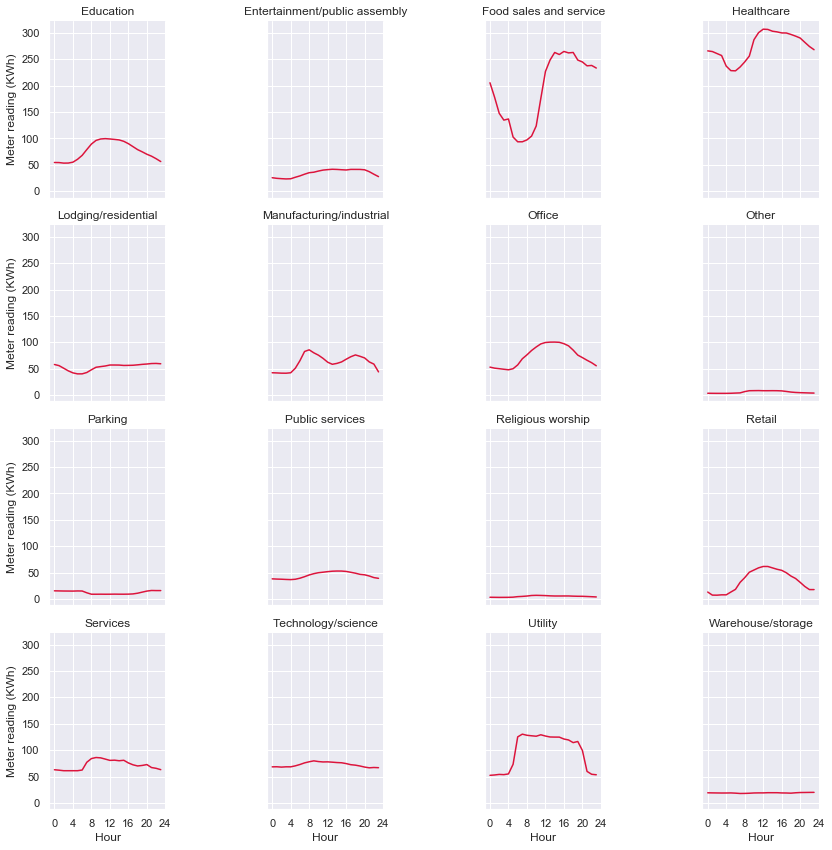 Education Entertainment/public assembly Food sales and service Healthcare
300
250
200
150
100
50
0
Meter reading (KWh)
Lodging/residential Manufacturing/industrial Office Other
300
250
200
150
100
50
0
Meter reading (KWh)
Parking Public services Religious worship Retail
300
250
200
150
100
50
0
Meter reading (KWh)
Services Technology/science Utility Warehouse/storage
300
250
200
150
100
50
0
Meter reading (KWh)
0 4 8 12 16 20 24 0 4 8 12 16 20 24 0 4 8 12 16 20 24 0 4 8 12 16 20 24
Hour Hour Hour Hour